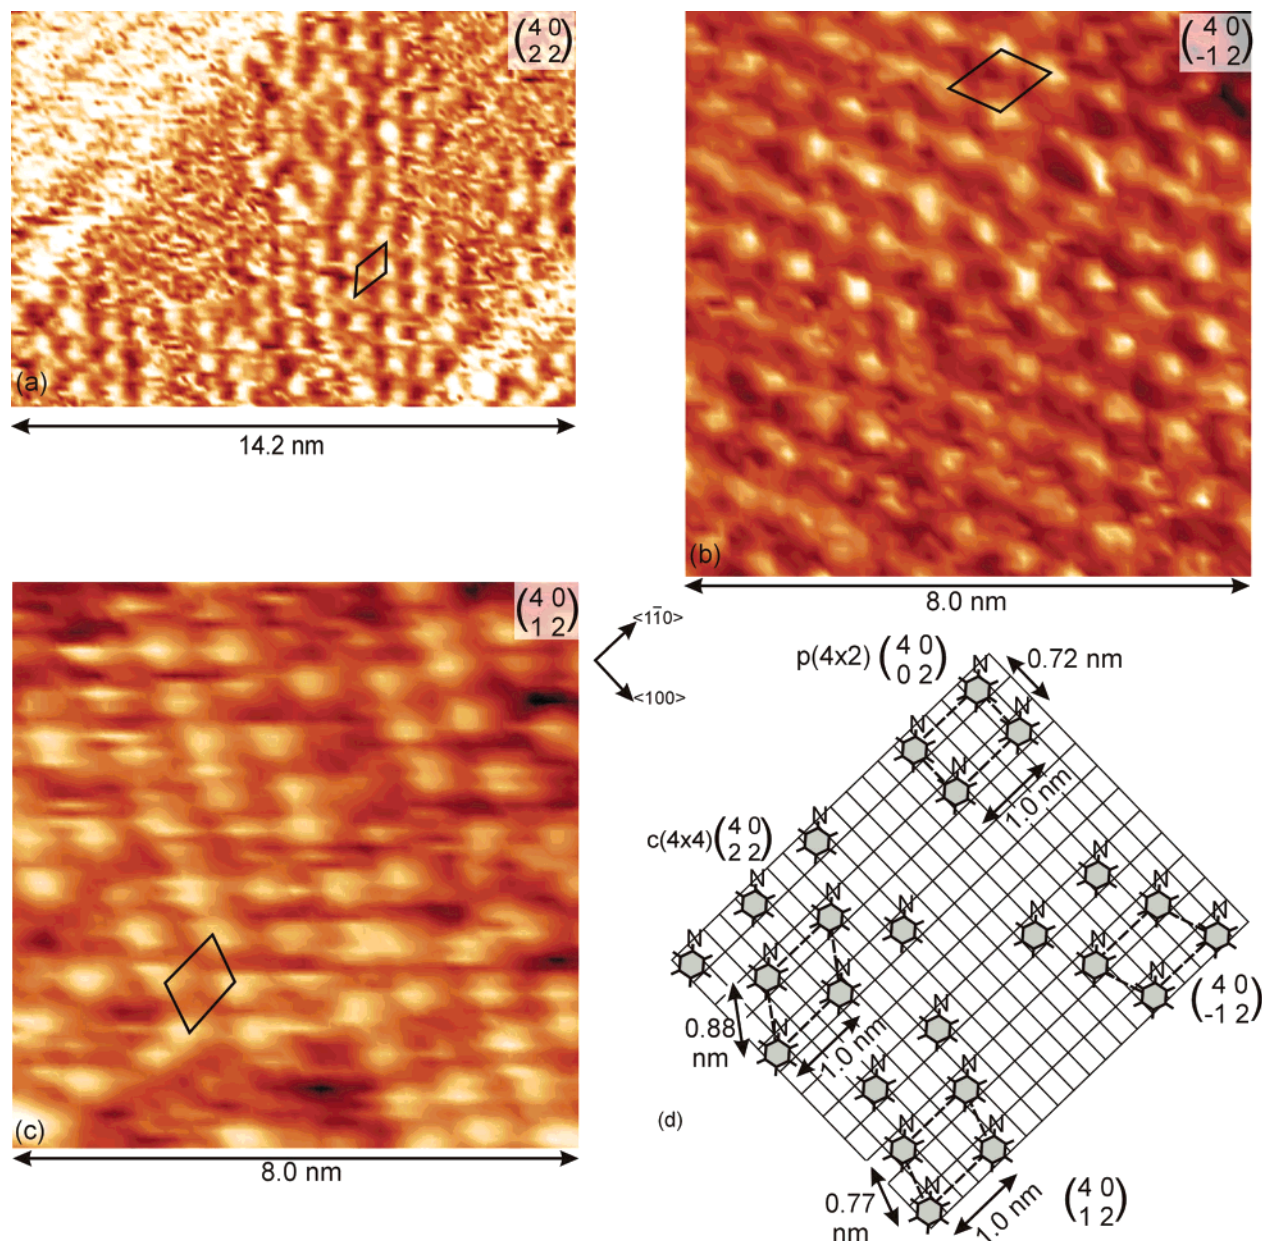 (4 0
2 2)
(a)
14.2 nm
(4 0
-1 2)
(b)
8.0 nm
(4 0
1 2)
(c)
8.0 nm
<11̄0>
<100>
p(4x2) (4 0
0 2)
0.72 nm
N
N
N
N
1.0 nm
c(4x4) (4 0
2 2)
N
N
N
N
N
N
N
N
0.88
nm
1.0 nm
N
N
N
N
N
N
(4 0
-1 2)
N
N
N
N
N
N
(d)
0.77
nm
1.0 nm
(4 0
1 2)